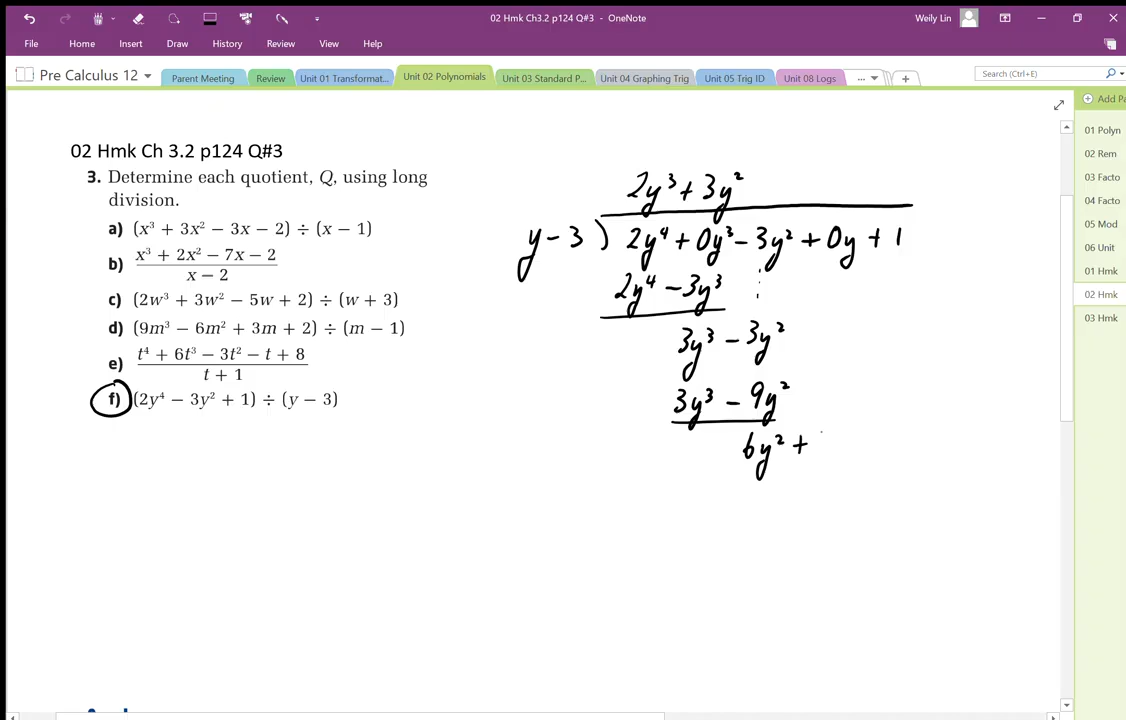 02 Hmk Ch3.2 p124 Q#3 - OneNote
Weily Lin
File Home Insert Draw History Review View Help
Pre Calculus 12
Parent Meeting Review Unit 01 Transformat... Unit 02 Polynomials Unit 03 Standard P... Unit 04 Graphing Trig Unit 05 Trig ID Unit 08 Logs ... +
Search (Ctrl+E)
Add Pa
01 Polyn
02 Rem
03 Facto
04 Facto
05 Mod
06 Unit
01 Hmk
02 Hmk
03 Hmk
02 Hmk Ch 3.2 p124 Q#3
3. Determine each quotient, Q, using long
division.
a) (x³ + 3x² − 3x − 2) ÷ (x − 1)
b) x³ + 2x² − 7x − 2
x − 2
c) (2w³ + 3w² − 5w + 2) ÷ (w + 3)
d) (9m³ − 6m² + 3m + 2) ÷ (m − 1)
e) t⁴ + 6t³ − 3t² − t + 8
t + 1
f) (2y⁴ − 3y² + 1) ÷ (y − 3)
2y³ + 3y²
y − 3 ) 2y⁴ + 0y³ − 3y² + 0y + 1
2y⁴ − 3y³
3y³ − 3y²
3y³ − 9y²
6y² +